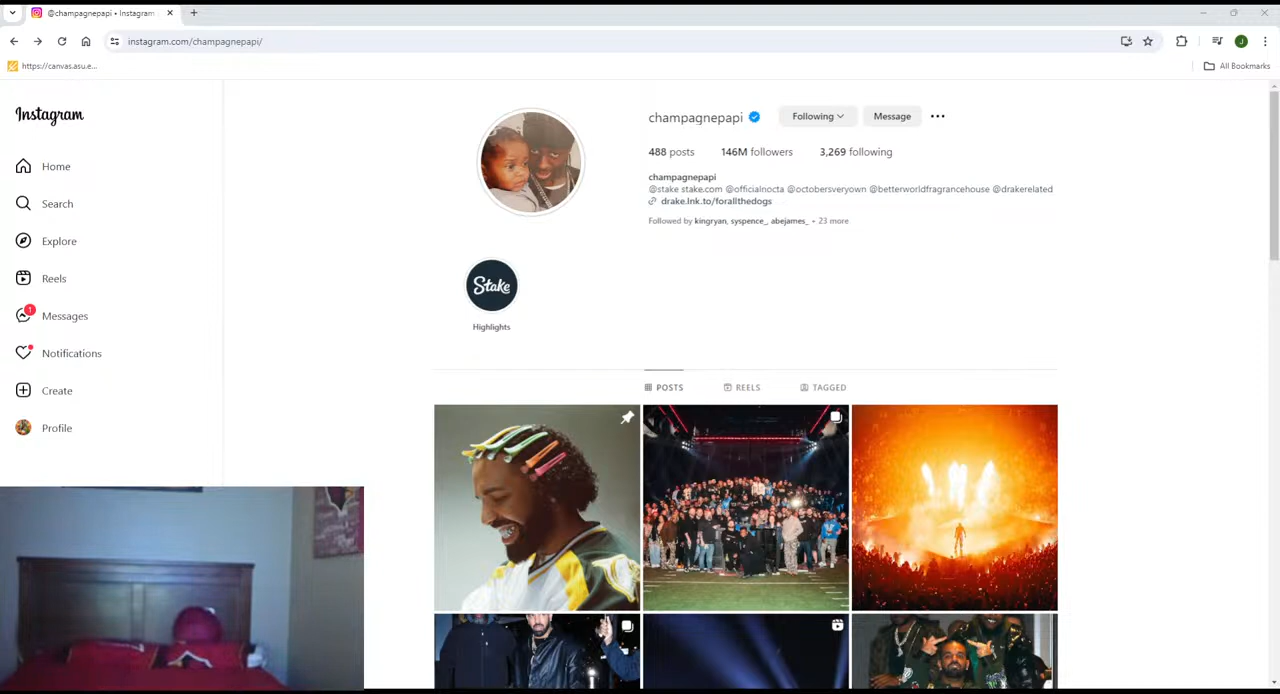 @champagnepapi • Instagram
instagram.com/champagnepapi/
J
https://canvas.asu.e...
All Bookmarks
Instagram
champagnepapi
Following
Message
488 posts
146M followers
3,269 following
champagnepapi
@stake stake.com @officialnocta @octobersveryown @betterworldfragrancehouse @drakerelated
drake.lnk.to/forallthedogs
Followed by kingryan, syspence_, abejames_ • 23 more
Home
Search
Explore
Reels
1
Messages
Notifications
Create
Profile
Stake
Highlights
POSTS
REELS
TAGGED